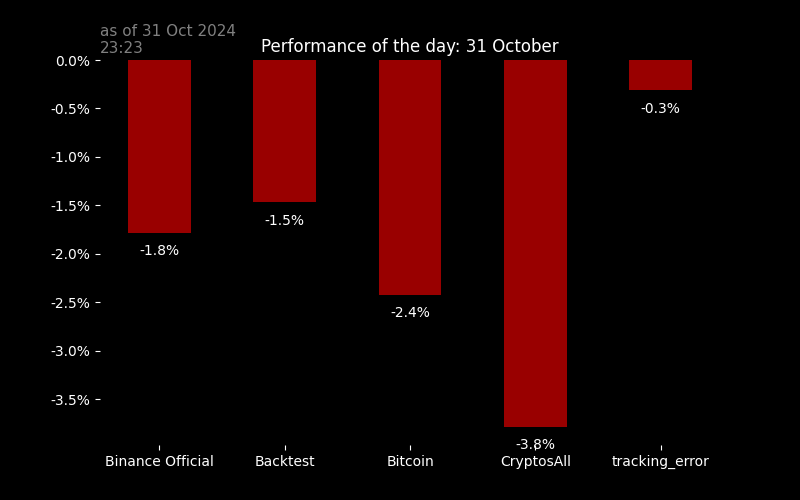 as of 31 Oct 2024
23:23
Performance of the day: 31 October
0.0%
-0.5%
-1.0%
-1.5%
-2.0%
-2.5%
-3.0%
-3.5%
-1.8%
-1.5%
-2.4%
-3.8%
-0.3%
Binance Official
Backtest
Bitcoin
CryptosAll
tracking_error